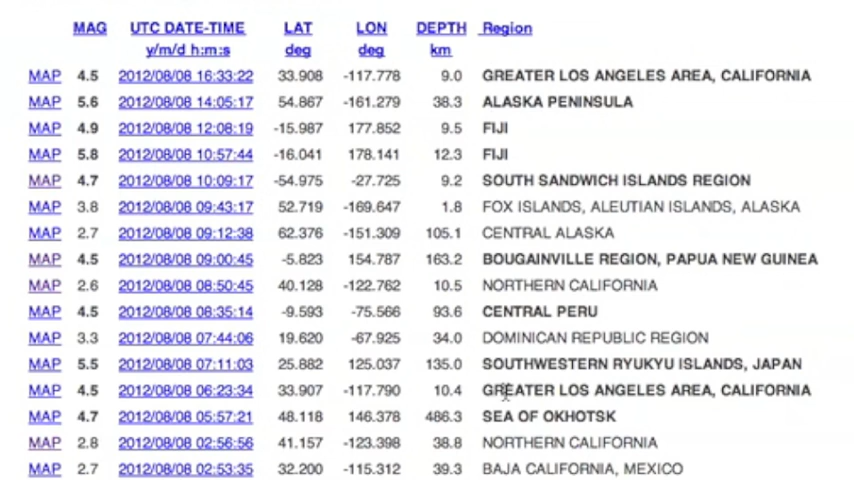 MAG UTC DATE-TIME LAT LON DEPTH Region
y/m/d h:m:s deg deg km
MAP 4.5 2012/08/08 16:33:22 33.908 -117.778 9.0 GREATER LOS ANGELES AREA, CALIFORNIA
MAP 5.6 2012/08/08 14:05:17 54.867 -161.279 38.3 ALASKA PENINSULA
MAP 4.9 2012/08/08 12:08:19 -15.987 177.852 9.5 FIJI
MAP 5.8 2012/08/08 10:57:44 -16.041 178.141 12.3 FIJI
MAP 4.7 2012/08/08 10:09:17 -54.975 -27.725 9.2 SOUTH SANDWICH ISLANDS REGION
MAP 3.8 2012/08/08 09:43:17 52.719 -169.647 1.8 FOX ISLANDS, ALEUTIAN ISLANDS, ALASKA
MAP 2.7 2012/08/08 09:12:38 62.376 -151.309 105.1 CENTRAL ALASKA
MAP 4.5 2012/08/08 09:00:45 -5.823 154.787 163.2 BOUGAINVILLE REGION, PAPUA NEW GUINEA
MAP 2.6 2012/08/08 08:50:45 40.128 -122.762 10.5 NORTHERN CALIFORNIA
MAP 4.5 2012/08/08 08:35:14 -9.593 -75.566 93.6 CENTRAL PERU
MAP 3.3 2012/08/08 07:44:06 19.620 -67.925 34.0 DOMINICAN REPUBLIC REGION
MAP 5.5 2012/08/08 07:11:03 25.882 125.037 135.0 SOUTHWESTERN RYUKYU ISLANDS, JAPAN
MAP 4.5 2012/08/08 06:23:34 33.907 -117.790 10.4 GREATER LOS ANGELES AREA, CALIFORNIA
MAP 4.7 2012/08/08 05:57:21 48.118 146.378 486.3 SEA OF OKHOTSK
MAP 2.8 2012/08/08 02:56:56 41.157 -123.398 38.8 NORTHERN CALIFORNIA
MAP 2.7 2012/08/08 02:53:35 32.200 -115.312 39.3 BAJA CALIFORNIA, MEXICO